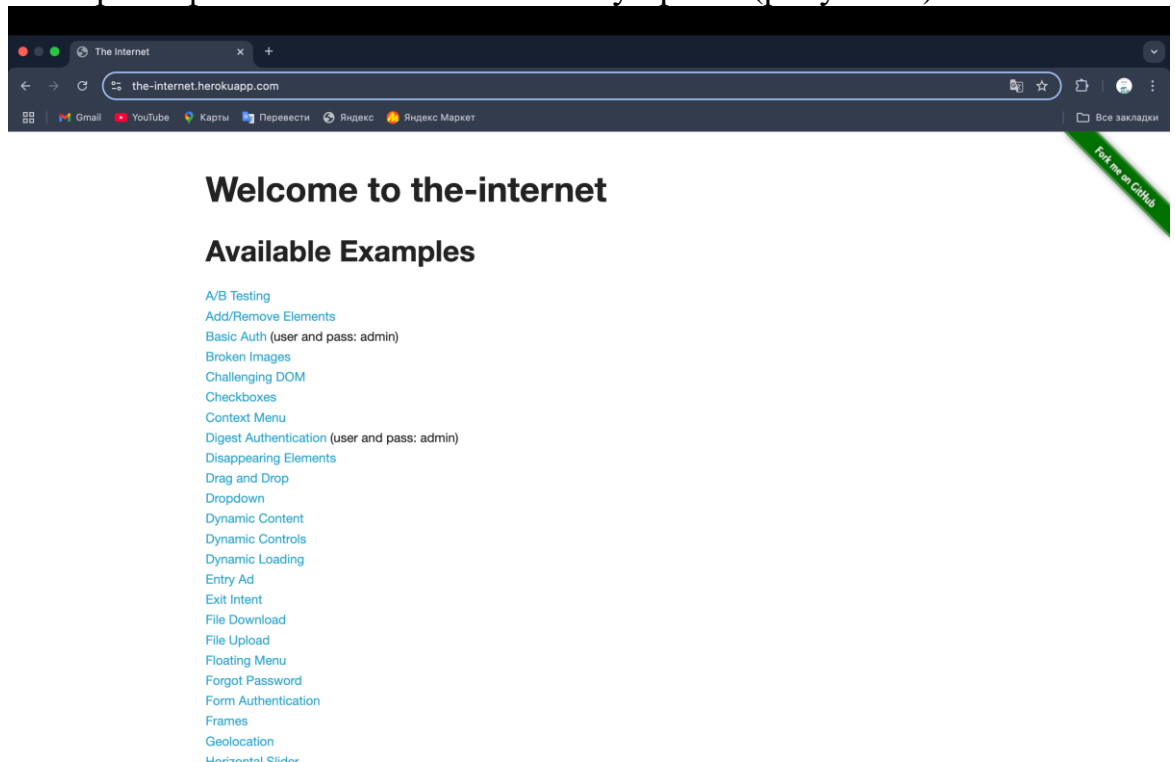 The Internet
the-internet.herokuapp.com
Gmail YouTube Карты Перевести Яндекс Яндекс Маркет Все закладки
Fork me on GitHub
Welcome to the-internet
Available Examples
A/B Testing
Add/Remove Elements
Basic Auth (user and pass: admin)
Broken Images
Challenging DOM
Checkboxes
Context Menu
Digest Authentication (user and pass: admin)
Disappearing Elements
Drag and Drop
Dropdown
Dynamic Content
Dynamic Controls
Dynamic Loading
Entry Ad
Exit Intent
File Download
File Upload
Floating Menu
Forgot Password
Form Authentication
Frames
Geolocation
Horizontal Slider